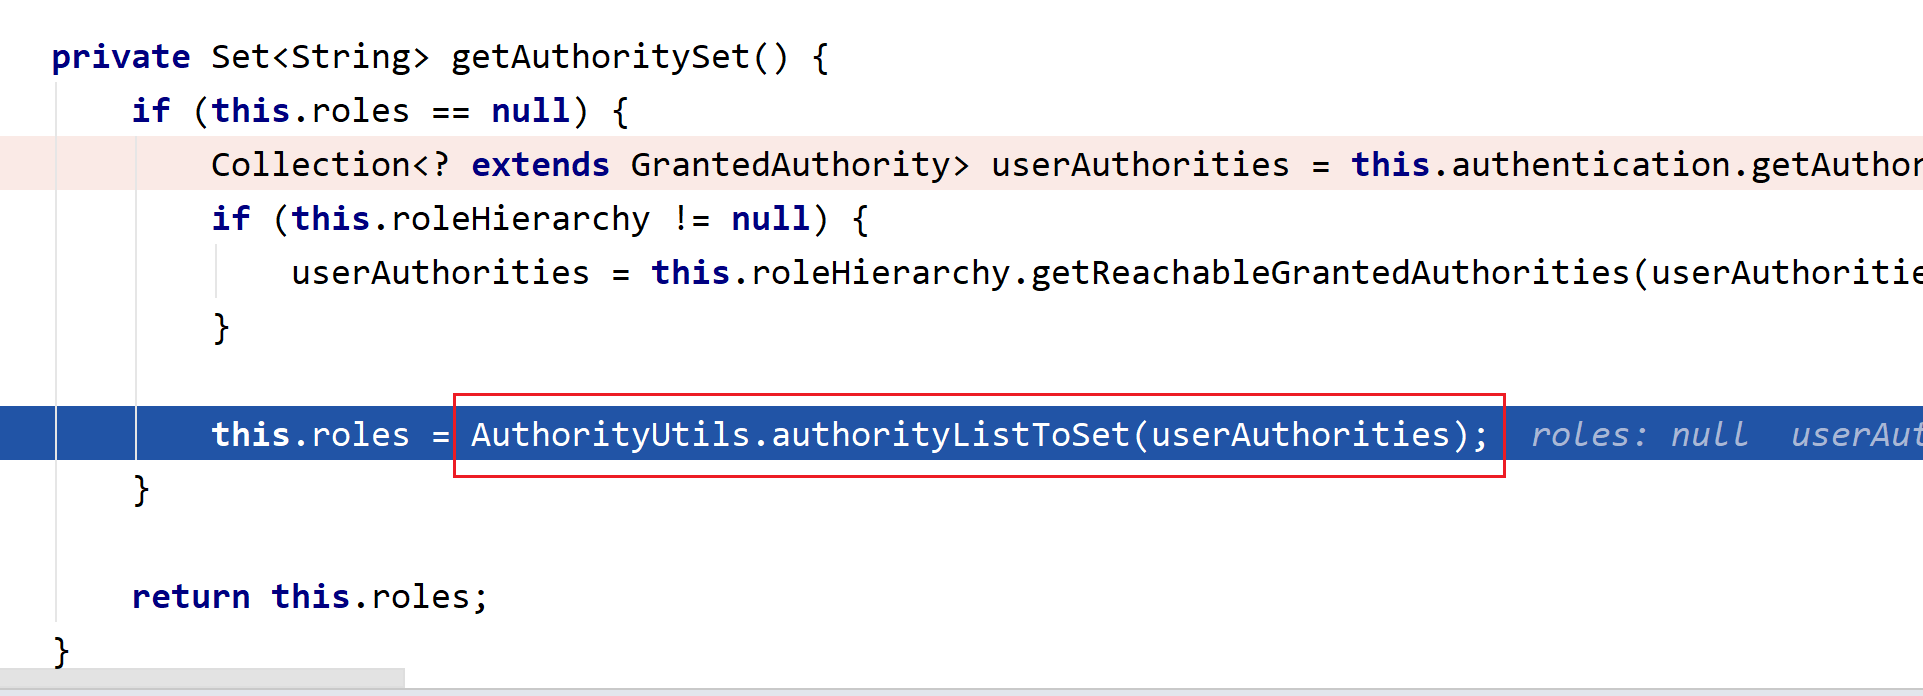 private Set<String> getAuthoritySet() {
if (this.roles == null) {
Collection<? extends GrantedAuthority> userAuthorities = this.authentication.getAuthor
if (this.roleHierarchy != null) {
userAuthorities = this.roleHierarchy.getReachableGrantedAuthorities(userAuthoritie
}
this.roles = AuthorityUtils.authorityListToSet(userAuthorities); roles: null userAut
}
return this.roles;
}